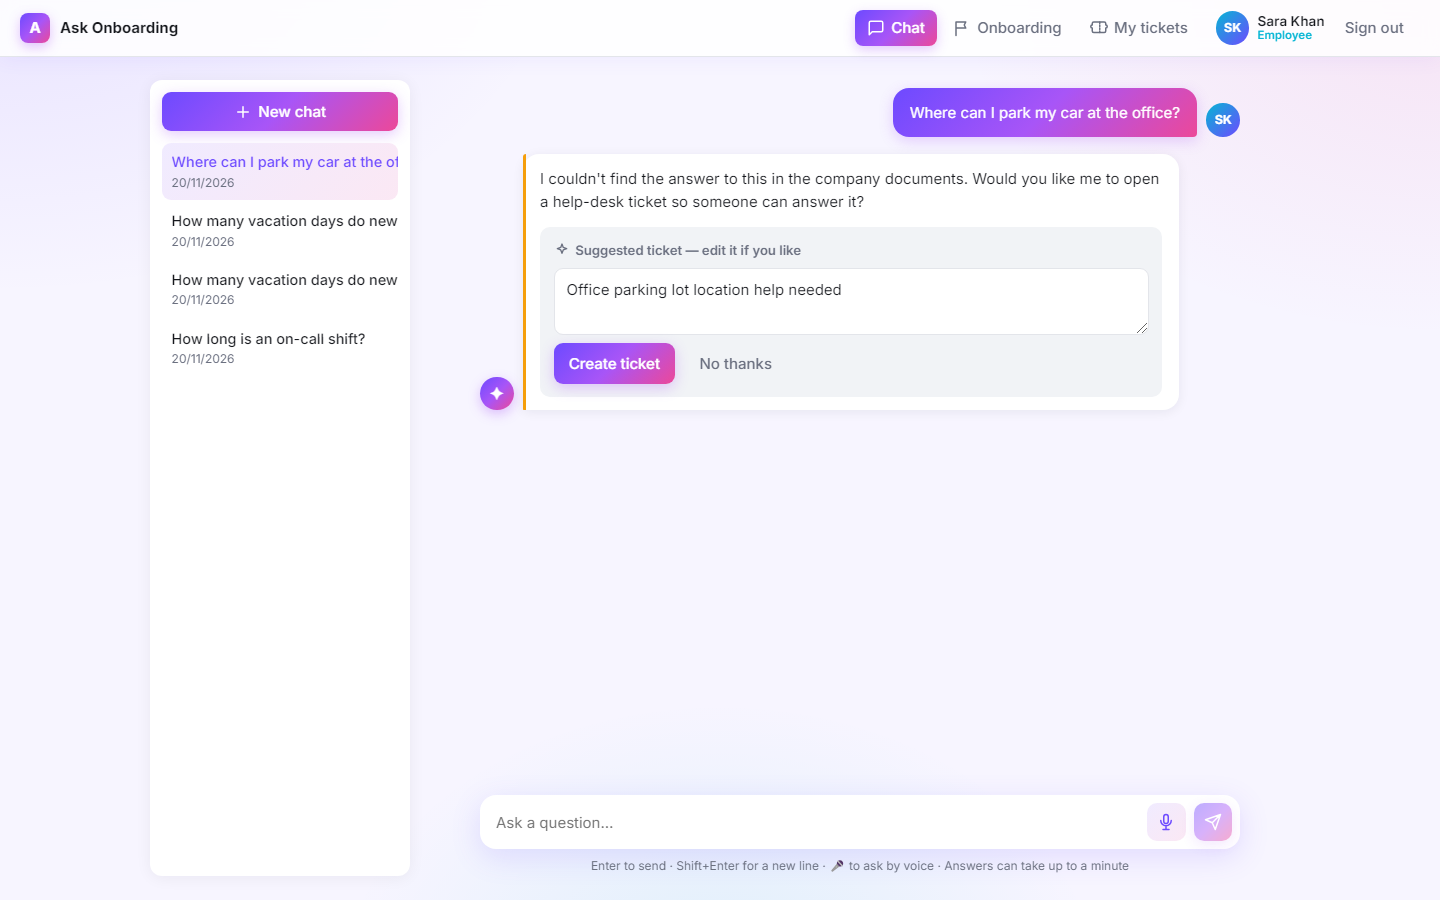 A Ask Onboarding
Chat
Onboarding
My tickets
SK
Sara Khan
Employee
Sign out
+ New chat
Where can I park my car at the of
20/11/2026
How many vacation days do new
20/11/2026
How many vacation days do new
20/11/2026
How long is an on-call shift?
20/11/2026
Where can I park my car at the office?
SK
I couldn't find the answer to this in the company documents. Would you like me to open
a help-desk ticket so someone can answer it?
Suggested ticket — edit it if you like
Office parking lot location help needed
Create ticket
No thanks
Ask a question...
Enter to send · Shift+Enter for a new line · 🎤 to ask by voice · Answers can take up to a minute